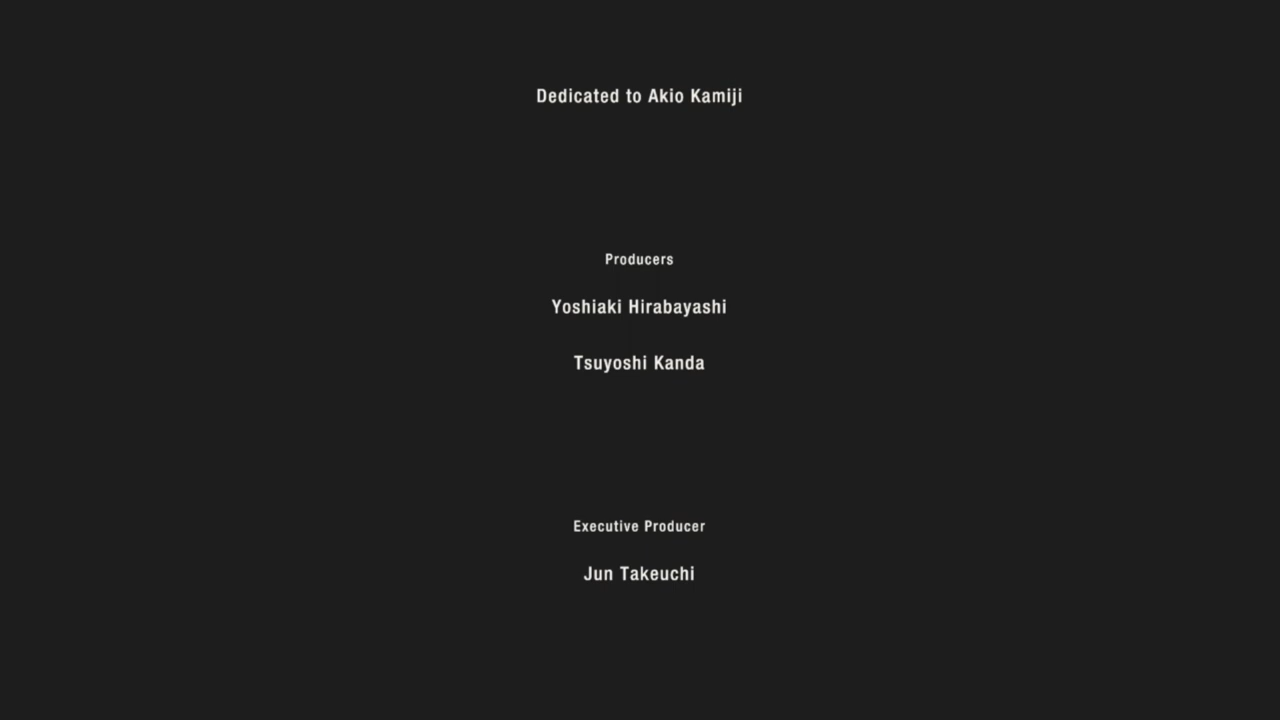 Dedicated to Akio Kamiji
Producers
Yoshiaki Hirabayashi
Tsuyoshi Kanda
Executive Producer
Jun Takeuchi